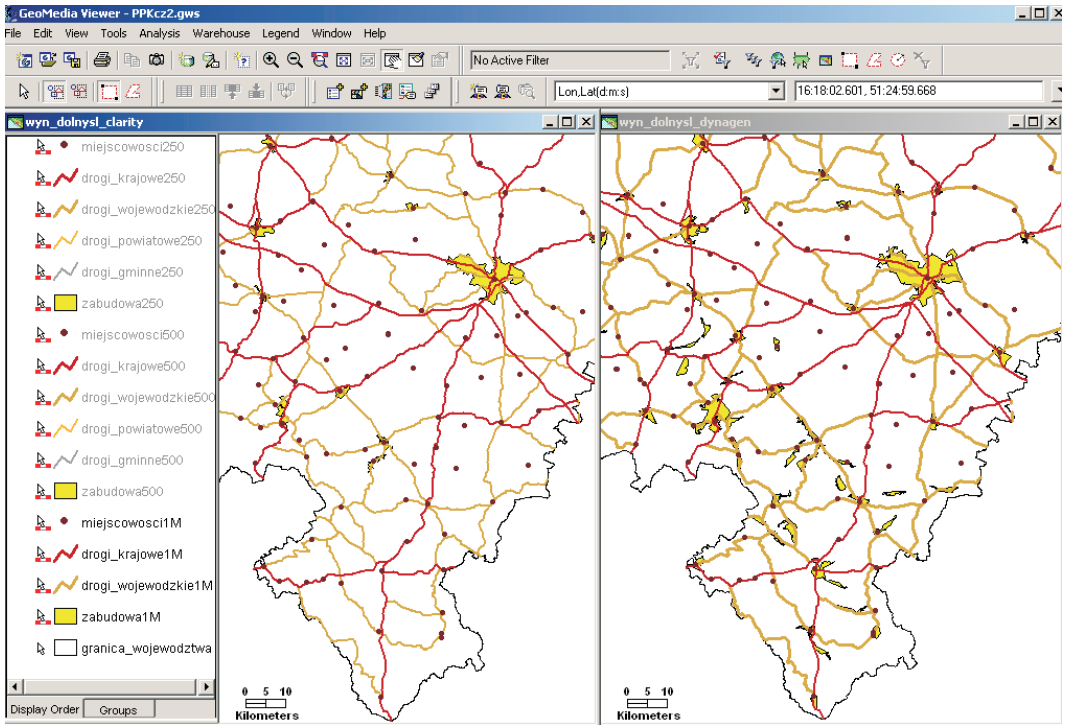 GeoMedia Viewer - PPKcz2.gws
File Edit View Tools Analysis Warehouse Legend Window Help
No Active Filter
Lon,Lat(d:m:s)
16:18:02.601, 51:24:59.668
wyn_dolnysl_clarity
miejscowosci250
drogi_krajowe250
drogi_wojewodzkie250
drogi_powiatowe250
drogi_gminne250
zabudowa250
miejscowosci500
drogi_krajowe500
drogi_wojewodzkie500
drogi_powiatowe500
drogi_gminne500
zabudowa500
miejscowosci1M
drogi_krajowe1M
drogi_wojewodzkie1M
zabudowa1M
granica_wojewodztwa
Display Order Groups
0 5 10
Kilometers
wyn_dolnysl_dynagen
0 5 10
Kilometers